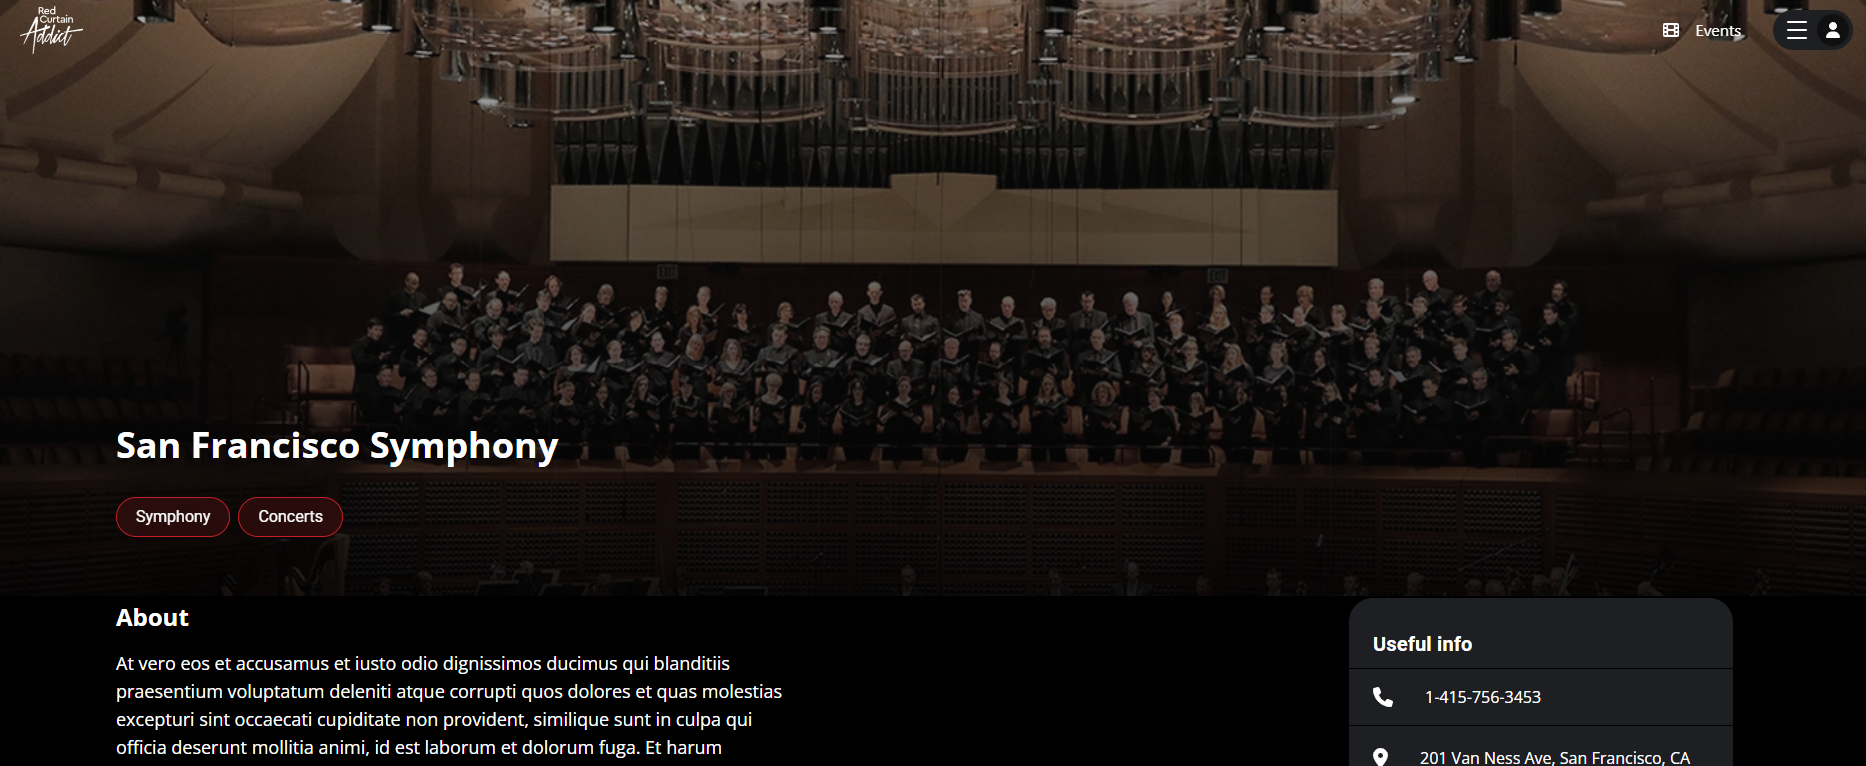 Red
Curtain
Addict
Events
EXIT
EXIT
San Francisco Symphony
Symphony
Concerts
About
At vero eos et accusamus et iusto odio dignissimos ducimus qui blanditiis
praesentium voluptatum deleniti atque corrupti quos dolores et quas molestias
excepturi sint occaecati cupiditate non provident, similique sunt in culpa qui
officia deserunt mollitia animi, id est laborum et dolorum fuga. Et harum
Useful info
1-415-756-3453
201 Van Ness Ave, San Francisco, CA